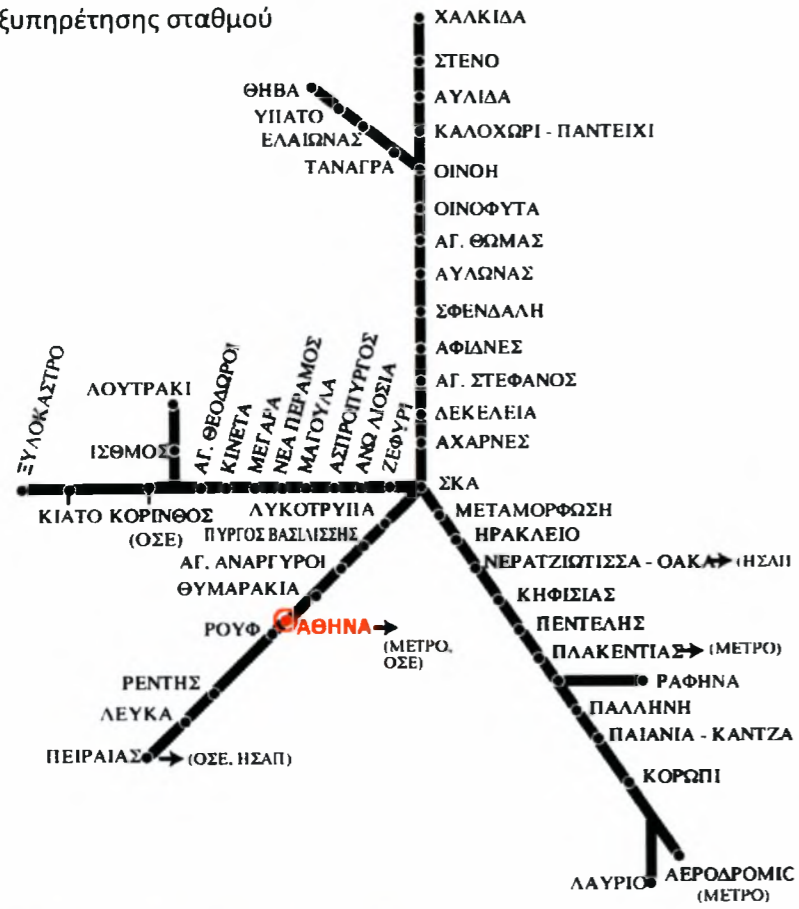 ξυπηρέτησης σταθμού
ΧΑΛΚΙΔΑ
ΣΤΕΝΟ
ΑΥΛΙΔΑ
ΚΑΛΟΧΩΡΙ - ΠΑΝΤΕΙΧΙ
ΟΙΝΟΗ
ΘΗΒΑ
ΥΠΑΤΟ
ΕΛΑΙΩΝΑΣ
ΤΑΝΑΓΡΑ
ΟΙΝΟΦΥΤΑ
ΑΓ. ΘΩΜΑΣ
ΑΥΛΩΝΑΣ
ΣΦΕΝΔΑΛΗ
ΑΦΙΔΝΕΣ
ΑΓ. ΣΤΕΦΑΝΟΣ
ΔΕΚΕΛΕΙΑ
ΑΧΑΡΝΕΣ
ΣΚΑ
ΞΥΛΟΚΑΣΤΡΟ
ΛΟΥΤΡΑΚΙ
ΙΣΘΜΟΣ
ΑΓ. ΘΕΟΔΩΡΟΙ
ΚΙΝΕΤΑ
ΜΕΓΑΡΑ
ΝΕΑ ΠΕΡΑΜΟΣ
ΜΑΓΟΥΛΑ
ΑΣΠΡΟΠΥΡΓΟΣ
ΑΝΩ ΛΙΟΣΙΑ
ΖΕΦΥΡΙ
ΚΙΑΤΟ
ΚΟΡΙΝΘΟΣ
(ΟΣΕ)
ΛΥΚΟΤΡΥΠΑ
ΠΥΡΓΟΣ ΒΑΣΙΛΙΣΣΗΣ
ΑΓ. ΑΝΑΡΓΥΡΟΙ
ΘΥΜΑΡΑΚΙΑ
ΑΘΗΝΑ
(ΜΕΤΡΟ,
ΟΣΕ)
ΡΟΥΦ
ΡΕΝΤΗΣ
ΛΕΥΚΑ
ΠΕΙΡΑΙΑΣ
(ΟΣΕ, ΗΣΑΠ)
ΜΕΤΑΜΟΡΦΩΣΗ
ΗΡΑΚΛΕΙΟ
ΝΕΡΑΤΖΙΩΤΙΣΣΑ - ΟΑΚΑ (ΗΣΑΠ
ΚΗΦΙΣΙΑΣ
ΠΕΝΤΕΛΗΣ
ΠΛΑΚΕΝΤΙΑΣ (ΜΕΤΡΟ)
ΡΑΦΗΝΑ
ΠΑΛΛΗΝΗ
ΠΑΙΑΝΙΑ - ΚΑΝΤΖΑ
ΚΟΡΩΠΙ
ΛΑΥΡΙΟ
ΑΕΡΟΔΡΟΜΙΟ
(ΜΕΤΡΟ)